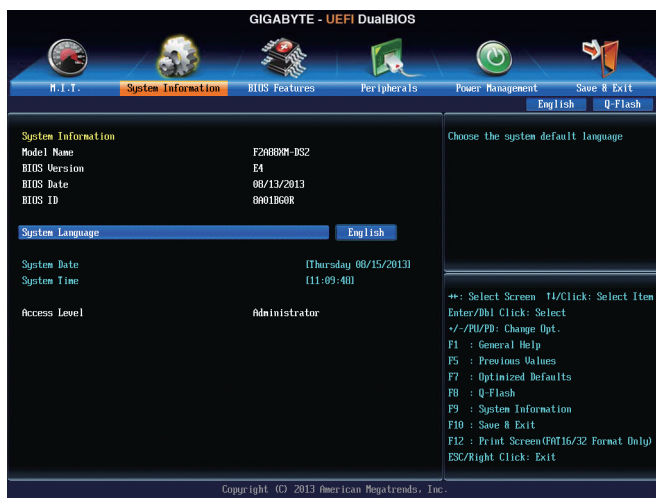 GIGABYTE - UEFI DualBIOS
M.I.T. System Information BIOS Features Peripherals Power Management Save & Exit
English Q-Flash
System Information
Model Name F2A88XM-DS2
BIOS Version E4
BIOS Date 08/13/2013
BIOS ID 8A01BG0R
System Language English
System Date [Thursday 08/15/2013]
System Time [11:09:48]
Access Level Administrator
Choose the system default language
→←: Select Screen ↑↓/Click: Select Item
Enter/Dbl Click: Select
+/-/PU/PD: Change Opt.
F1 : General Help
F5 : Previous Values
F7 : Optimized Defaults
F8 : Q-Flash
F9 : System Information
F10 : Save & Exit
F12 : Print Screen(FAT16/32 Format Only)
ESC/Right Click: Exit
Copyright (C) 2013 American Megatrends, Inc.